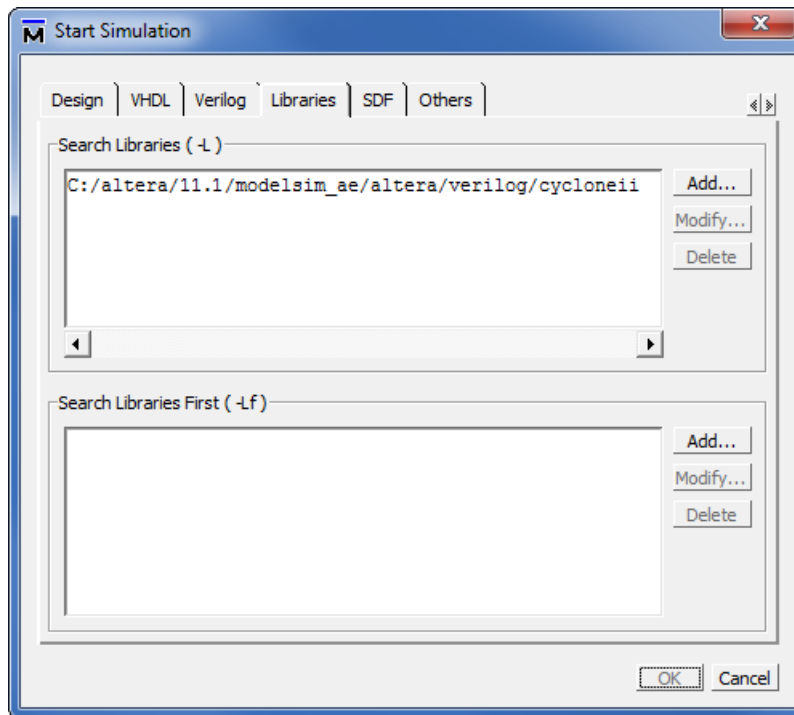 Start Simulation
Design VHDL Verilog Libraries SDF Others
Search Libraries ( -L )
C:/altera/11.1/modelsim_ae/altera/verilog/cycloneii
Add...
Modify...
Delete
Search Libraries First ( -Lf )
Add...
Modify...
Delete
OK Cancel